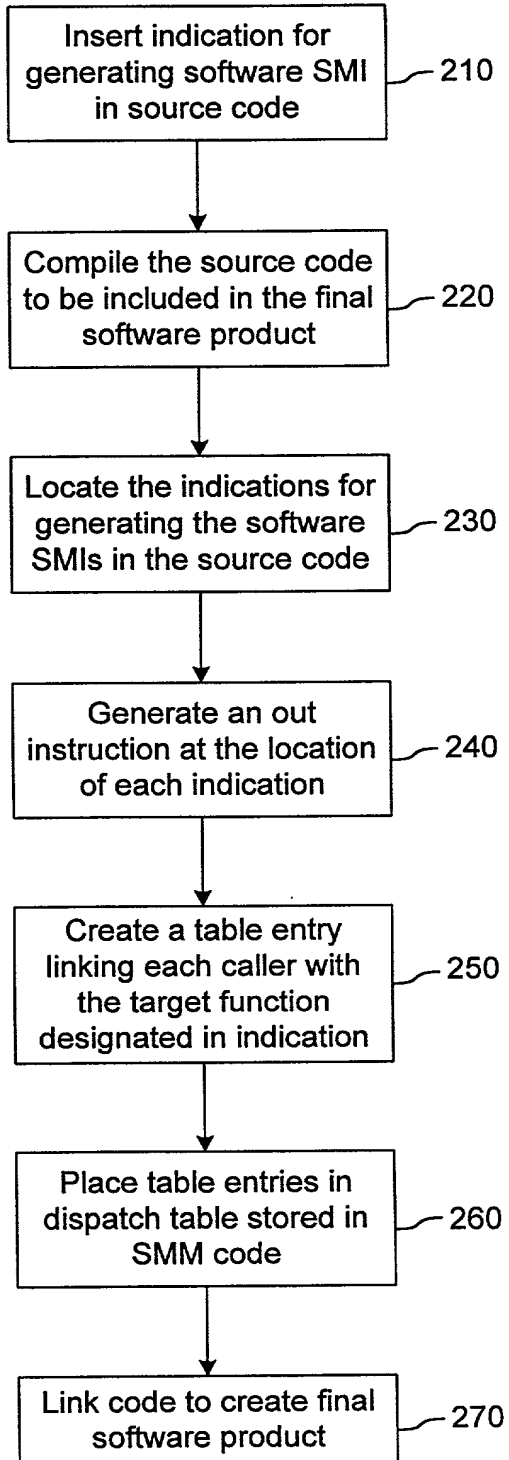 Insert indication for
generating software SMI
in source code
210
Compile the source code
to be included in the final
software product
220
Locate the indications for
generating the software
SMIs in the source code
230
Generate an out
instruction at the location
of each indication
240
Create a table entry
linking each caller with
the target function
designated in indication
250
Place table entries in
dispatch table stored in
SMM code
260
Link code to create final
software product
270